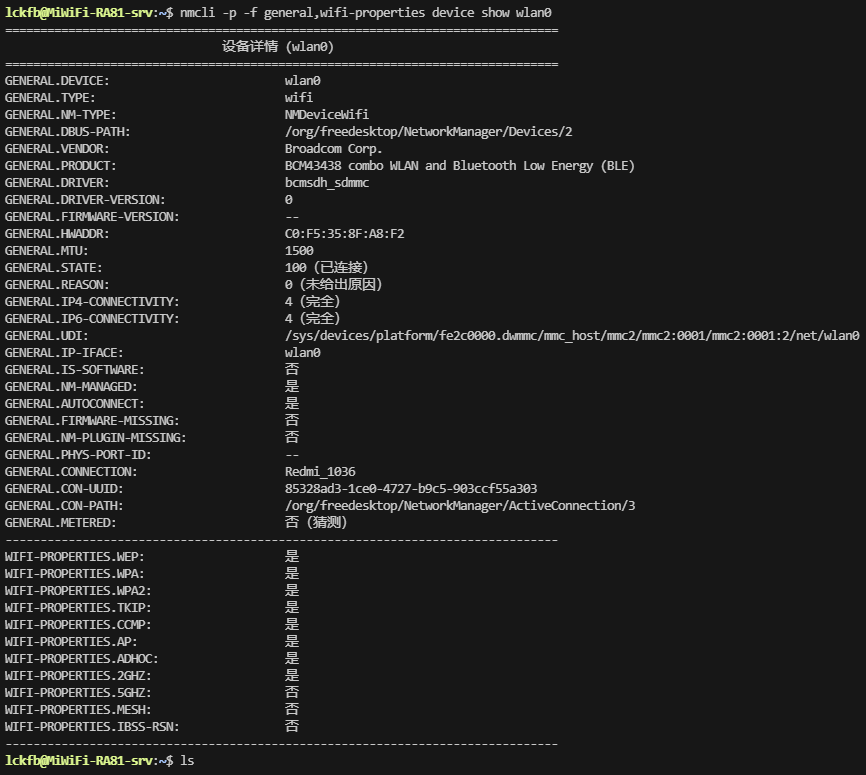 lckfb@MiWiFi-RA81-srv:~$ nmcli -p -f general,wifi-properties device show wlan0
===============================================================================
设备详情 (wlan0)
===============================================================================
GENERAL.DEVICE: wlan0
GENERAL.TYPE: wifi
GENERAL.NM-TYPE: NMDeviceWifi
GENERAL.DBUS-PATH: /org/freedesktop/NetworkManager/Devices/2
GENERAL.VENDOR: Broadcom Corp.
GENERAL.PRODUCT: BCM43438 combo WLAN and Bluetooth Low Energy (BLE)
GENERAL.DRIVER: bcmsdh_sdmmc
GENERAL.DRIVER-VERSION: 0
GENERAL.FIRMWARE-VERSION: --
GENERAL.HWADDR: C0:F5:35:8F:A8:F2
GENERAL.MTU: 1500
GENERAL.STATE: 100 (已连接)
GENERAL.REASON: 0 (未给出原因)
GENERAL.IP4-CONNECTIVITY: 4 (完全)
GENERAL.IP6-CONNECTIVITY: 4 (完全)
GENERAL.UDI: /sys/devices/platform/fe2c0000.dwmmc/mmc_host/mmc2/mmc2:0001/mmc2:0001:2/net/wlan0
GENERAL.IP-IFACE: wlan0
GENERAL.IS-SOFTWARE: 否
GENERAL.NM-MANAGED: 是
GENERAL.AUTOCONNECT: 是
GENERAL.FIRMWARE-MISSING: 否
GENERAL.NM-PLUGIN-MISSING: 否
GENERAL.PHYS-PORT-ID: --
GENERAL.CONNECTION: Redmi_1036
GENERAL.CON-UUID: 85328ad3-1ce0-4727-b9c5-903ccf55a303
GENERAL.CON-PATH: /org/freedesktop/NetworkManager/ActiveConnection/3
GENERAL.METERED: 否 (猜测)
-------------------------------------------------------------------------------
WIFI-PROPERTIES.WEP: 是
WIFI-PROPERTIES.WPA: 是
WIFI-PROPERTIES.WPA2: 是
WIFI-PROPERTIES.TKIP: 是
WIFI-PROPERTIES.CCMP: 是
WIFI-PROPERTIES.AP: 是
WIFI-PROPERTIES.ADHOC: 是
WIFI-PROPERTIES.2GHZ: 是
WIFI-PROPERTIES.5GHZ: 否
WIFI-PROPERTIES.MESH: 否
WIFI-PROPERTIES.IBSS-RSN: 否
-------------------------------------------------------------------------------
lckfb@MiWiFi-RA81-srv:~$ ls